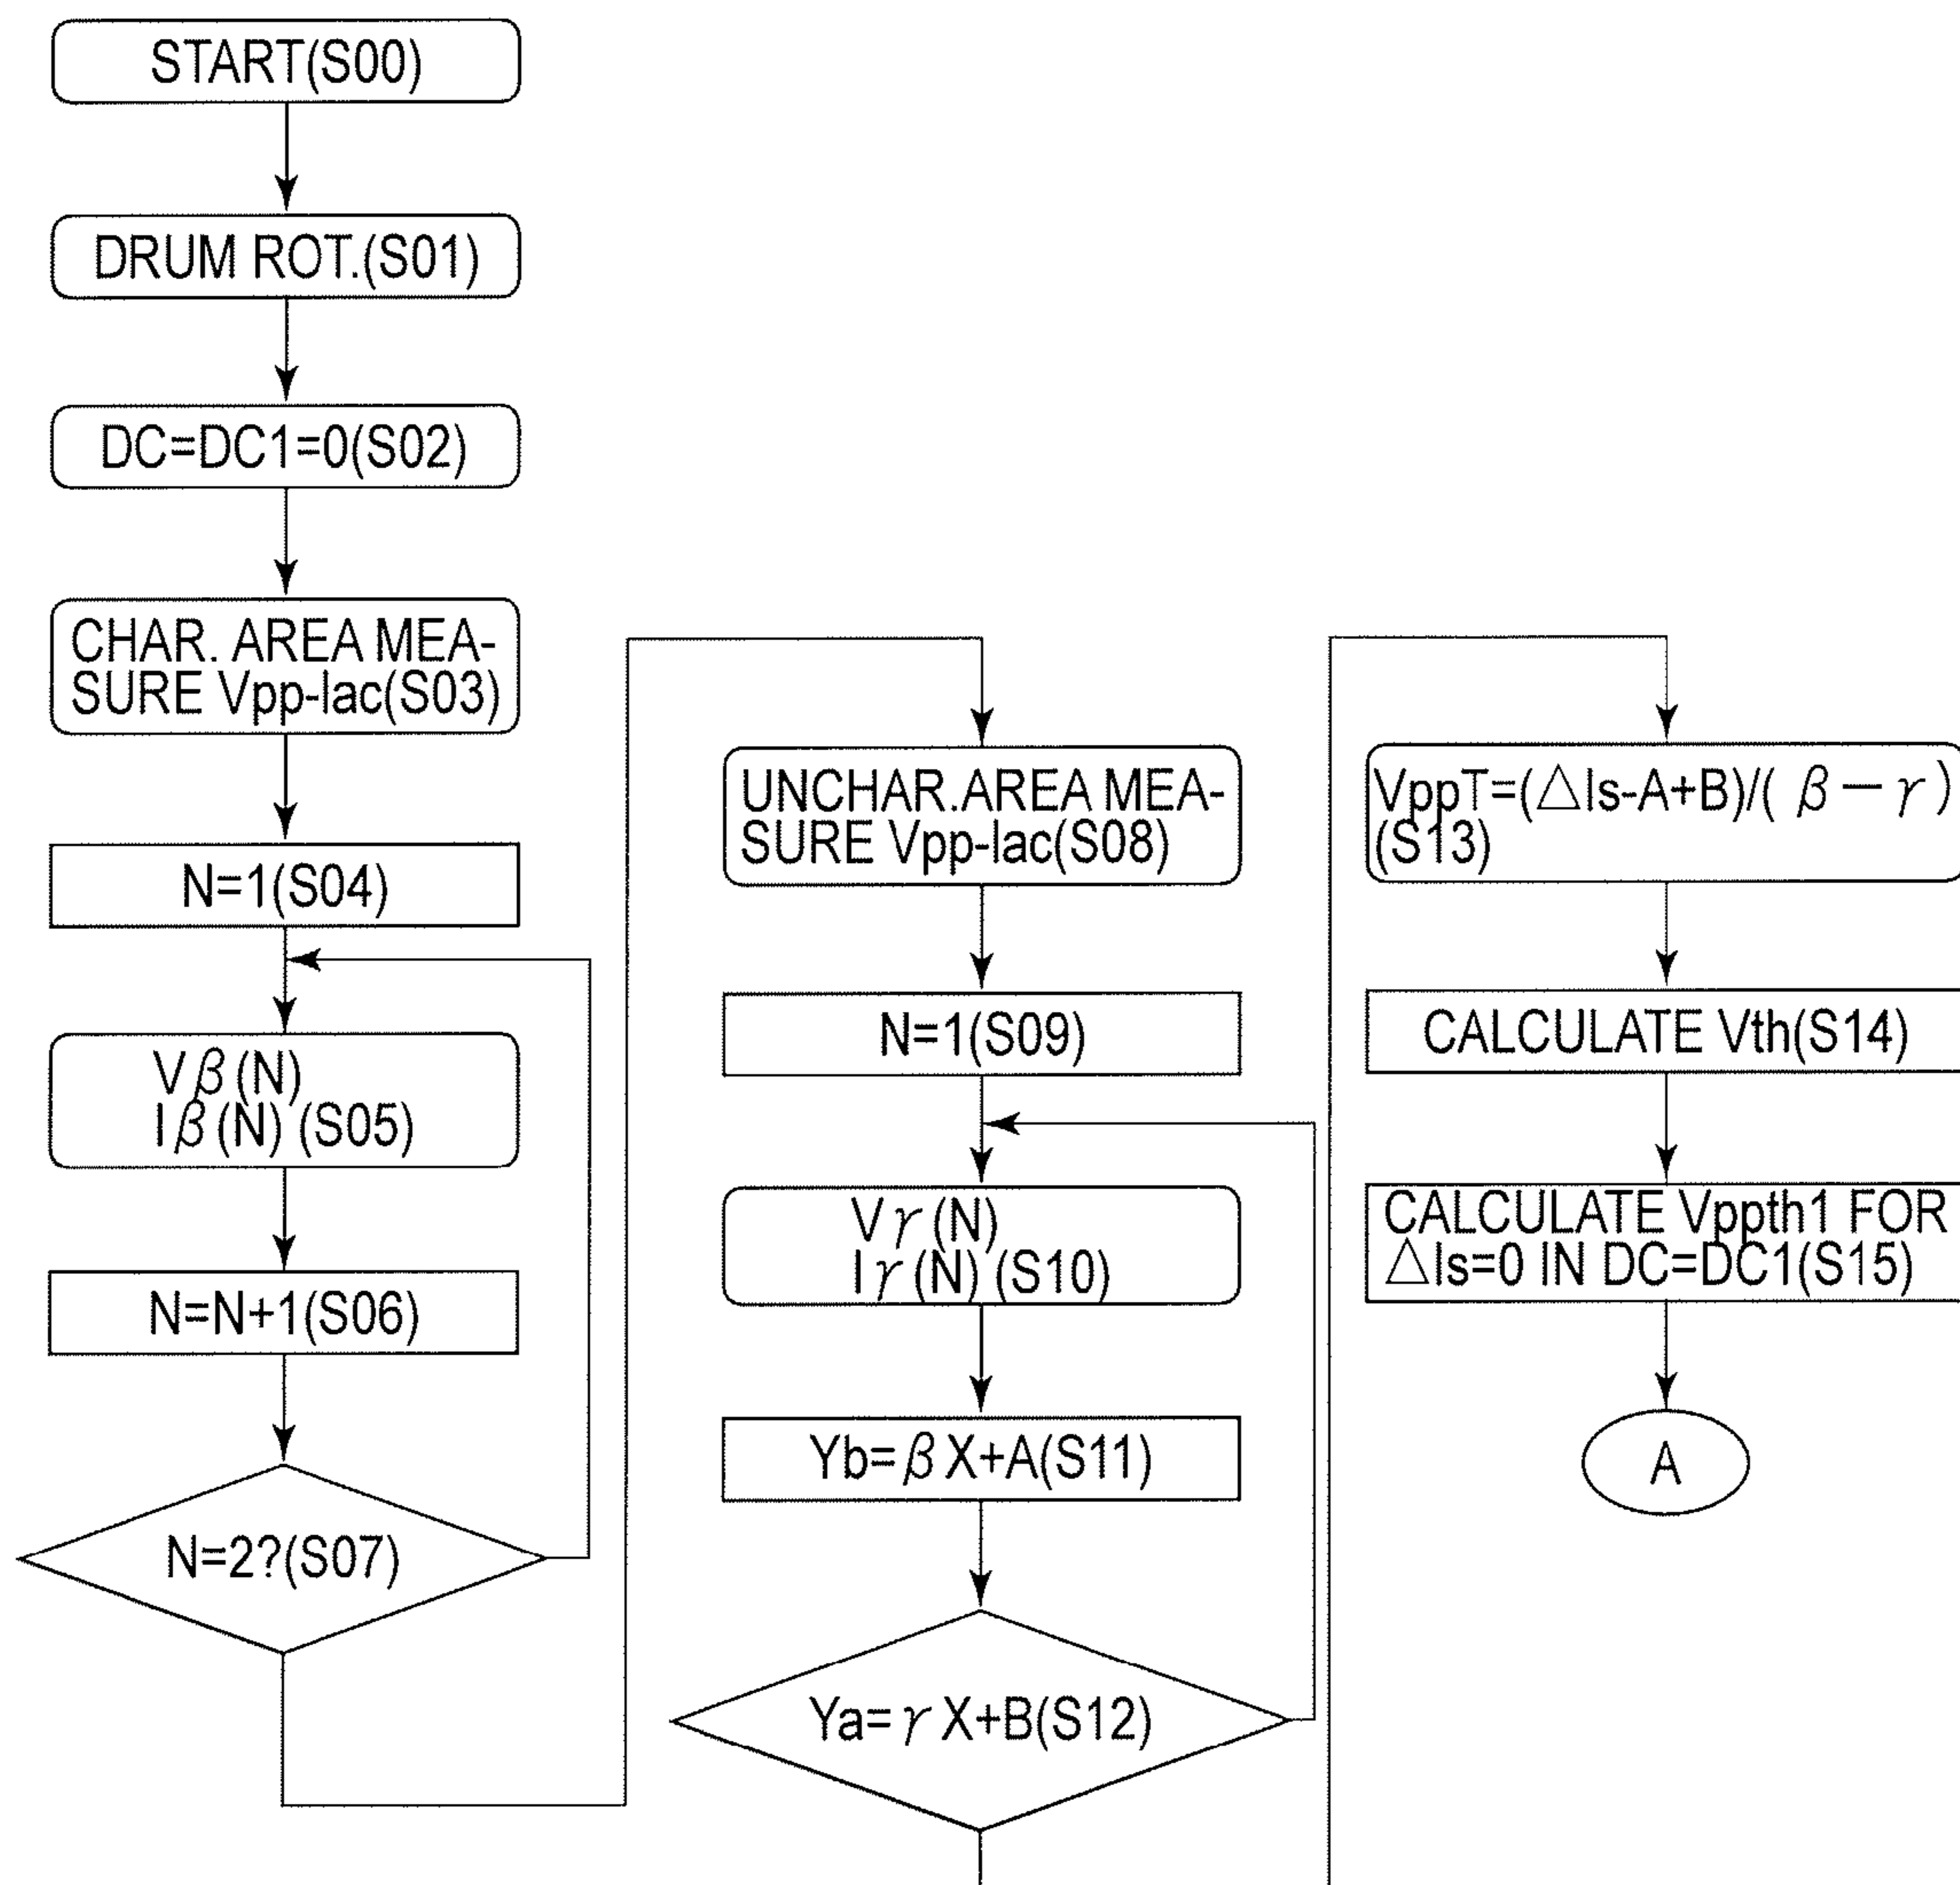 START(S00)
DRUM ROT.(S01)
DC=DC1=0(S02)
CHAR. AREA MEA-
SURE Vpp-Iac(S03)
N=1(S04)
Vβ(N)
Iβ(N) (S05)
N=N+1(S06)
N=2?(S07)
UNCHAR.AREA MEA-
SURE Vpp-Iac(S08)
N=1(S09)
Vγ(N)
Iγ(N) (S10)
Yb=βX+A(S11)
Ya=γX+B(S12)
VppT=(△Is-A+B)/( β－γ)
(S13)
CALCULATE Vth(S14)
CALCULATE Vppth1 FOR
△Is=0 IN DC=DC1(S15)
A